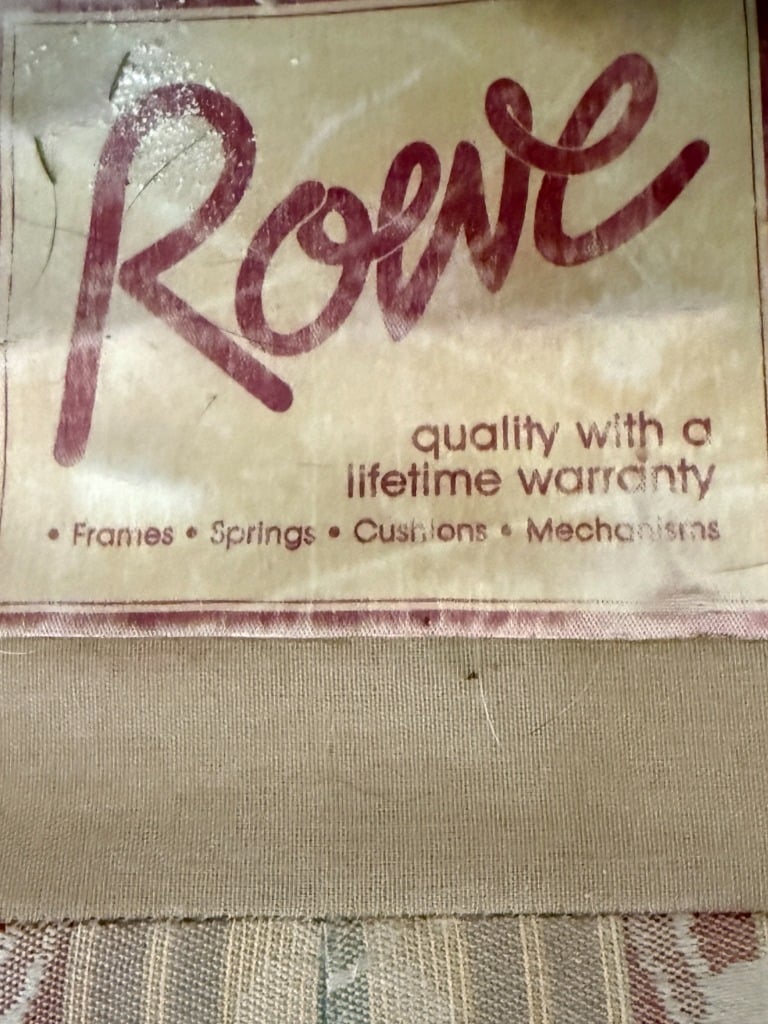 Rowe
quality with a
lifetime warranty
• Frames • Springs • Cushions • Mechanisms